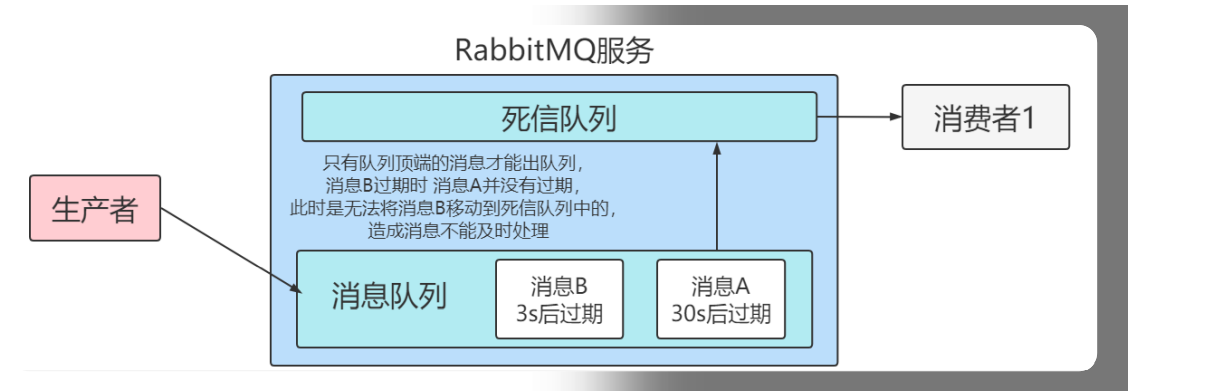 RabbitMQ服务
死信队列
消费者1
只有队列顶端的消息才能出队列,
消息B过期时 消息A并没有过期,
此时是无法将消息B移动到死信队列中的,
造成消息不能及时处理
生产者
消息队列
消息B
3s后过期
消息A
30s后过期